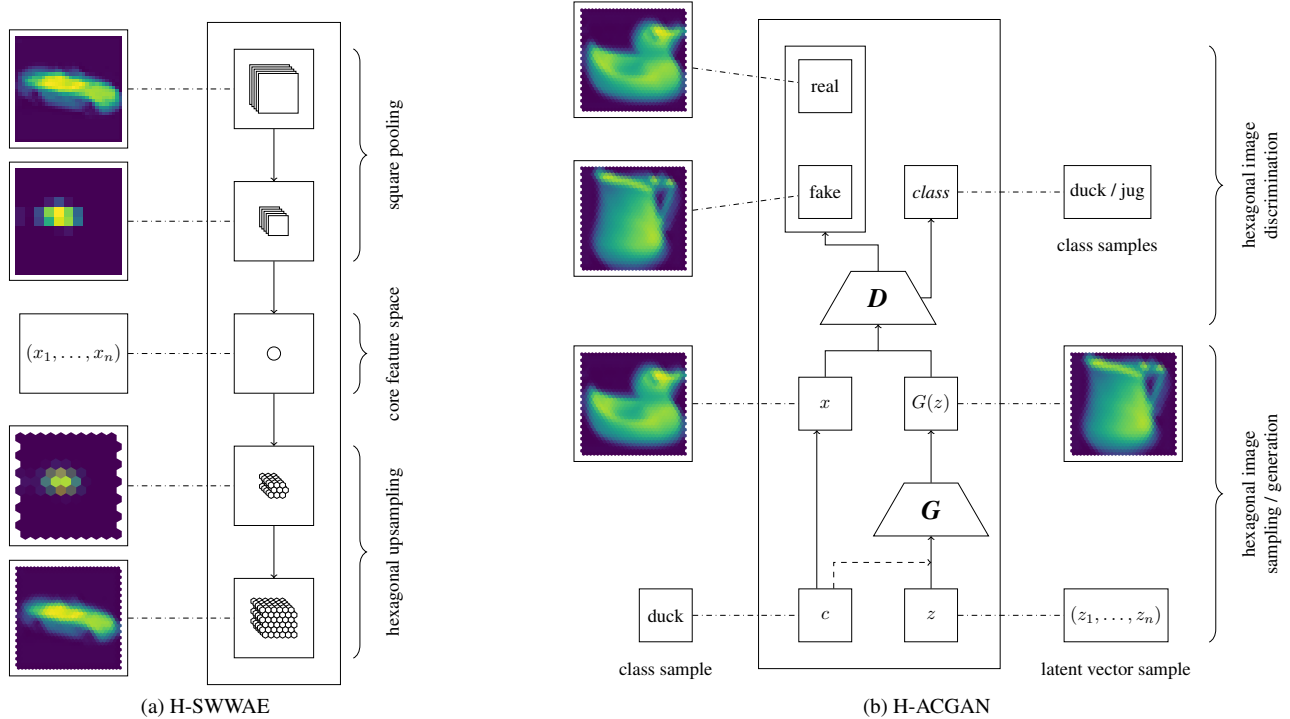 square pooling
(x₁, . . . , xₙ)
core feature space
hexagonal upsampling
(a) H-SWWAE
real
fake
class
duck / jug
class samples
hexagonal image
discrimination
D
x
G(z)
G
hexagonal image
sampling / generation
duck
c
z
(z₁, . . . , zₙ)
class sample
latent vector sample
(b) H-ACGAN